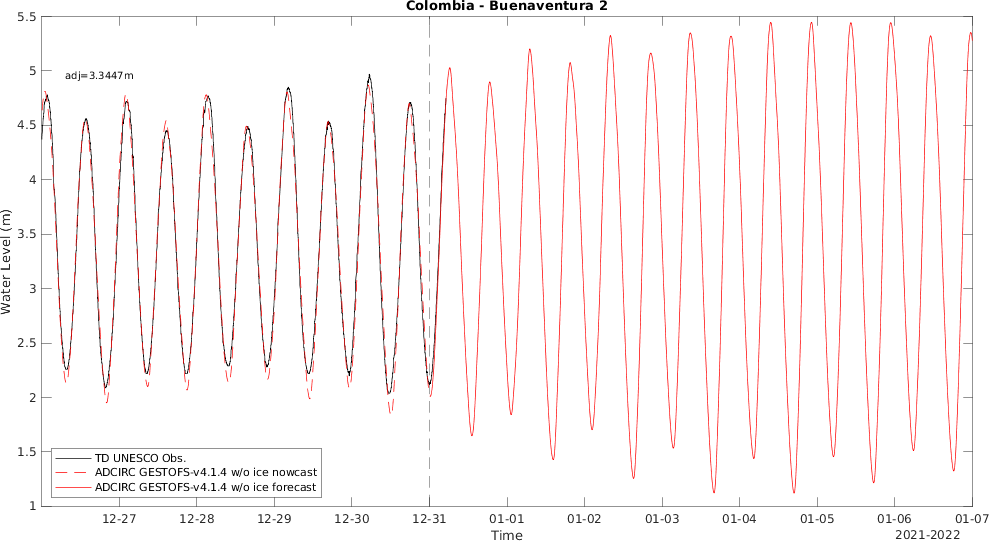 Colombia - Buenaventura 2
5.5
5
4.5
4
3.5
3
2.5
2
1.5
1
Water Level (m)
adj=3.3447m
TD UNESCO Obs.
ADCIRC GESTOFS-v4.1.4 w/o ice nowcast
ADCIRC GESTOFS-v4.1.4 w/o ice forecast
12-27 12-28 12-29 12-30 12-31 01-01 01-02 01-03 01-04 01-05 01-06 01-07
Time
2021-2022